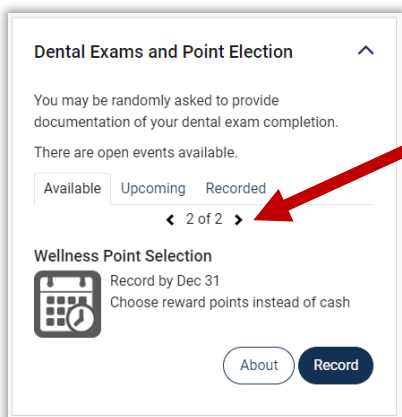 Dental Exams and Point Election
You may be randomly asked to provide
documentation of your dental exam completion.
There are open events available.
Available Upcoming Recorded
2 of 2
Wellness Point Selection
Record by Dec 31
Choose reward points instead of cash
About Record